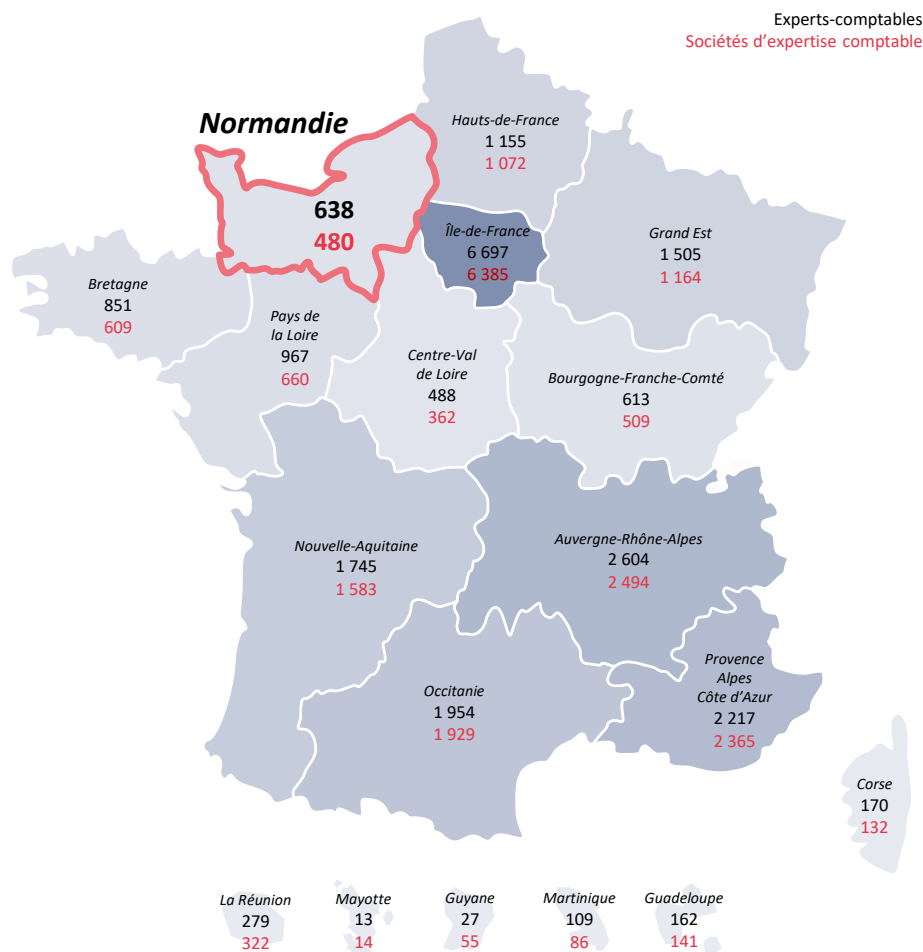 Experts-comptables
Sociétés d’expertise comptable
Normandie
638
480
Hauts-de-France
1 155
1 072
Île-de-France
6 697
6 385
Grand Est
1 505
1 164
Bretagne
851
609
Pays de
la Loire
967
660
Centre-Val
de Loire
488
362
Bourgogne-Franche-Comté
613
509
Nouvelle-Aquitaine
1 745
1 583
Auvergne-Rhône-Alpes
2 604
2 494
Occitanie
1 954
1 929
Provence
Alpes
Côte d’Azur
2 217
2 365
Corse
170
132
La Réunion
279
322
Mayotte
13
14
Guyane
27
55
Martinique
109
86
Guadeloupe
162
141